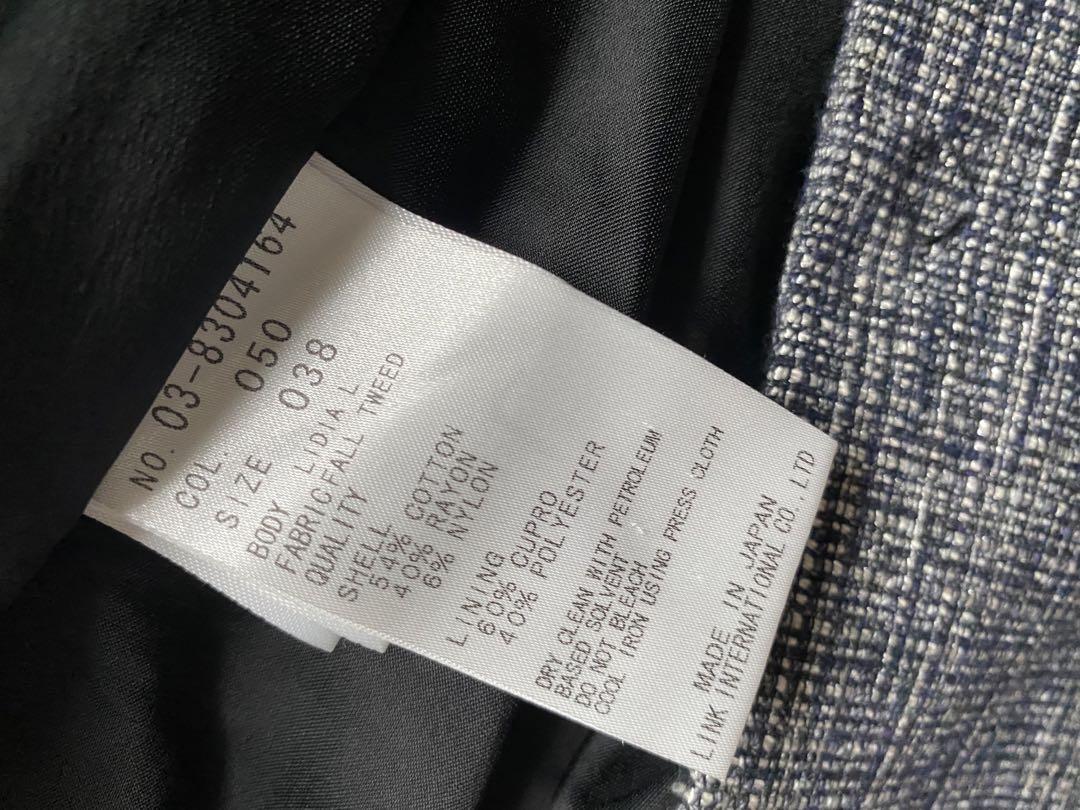 NO. 03-8304164
COL. 050
SIZE 038
BODY LIDIA L
FABRICFALL TWEED
QUALITY
SHELL
54% COTTON
40% RAYON
6% NYLON
LINING
60% CUPRO
40% POLYESTER
DRY CLEAN WITH PETROLEUM
BASED SOLVENT
DO NOT BLEACH
COOL IRON USING PRESS CLOTH
MADE IN JAPAN
LINK INTERNATIONAL CO. LTD